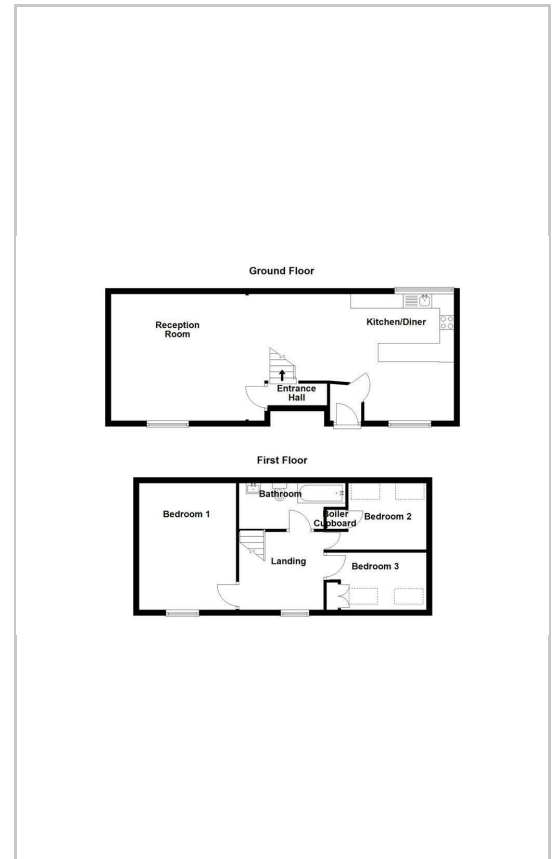 Ground Floor
Reception
Room
Kitchen/Diner
Entrance
Hall
First Floor
Bedroom 1
Bathroom
Boiler
Cupboard
Bedroom 2
Landing
Bedroom 3